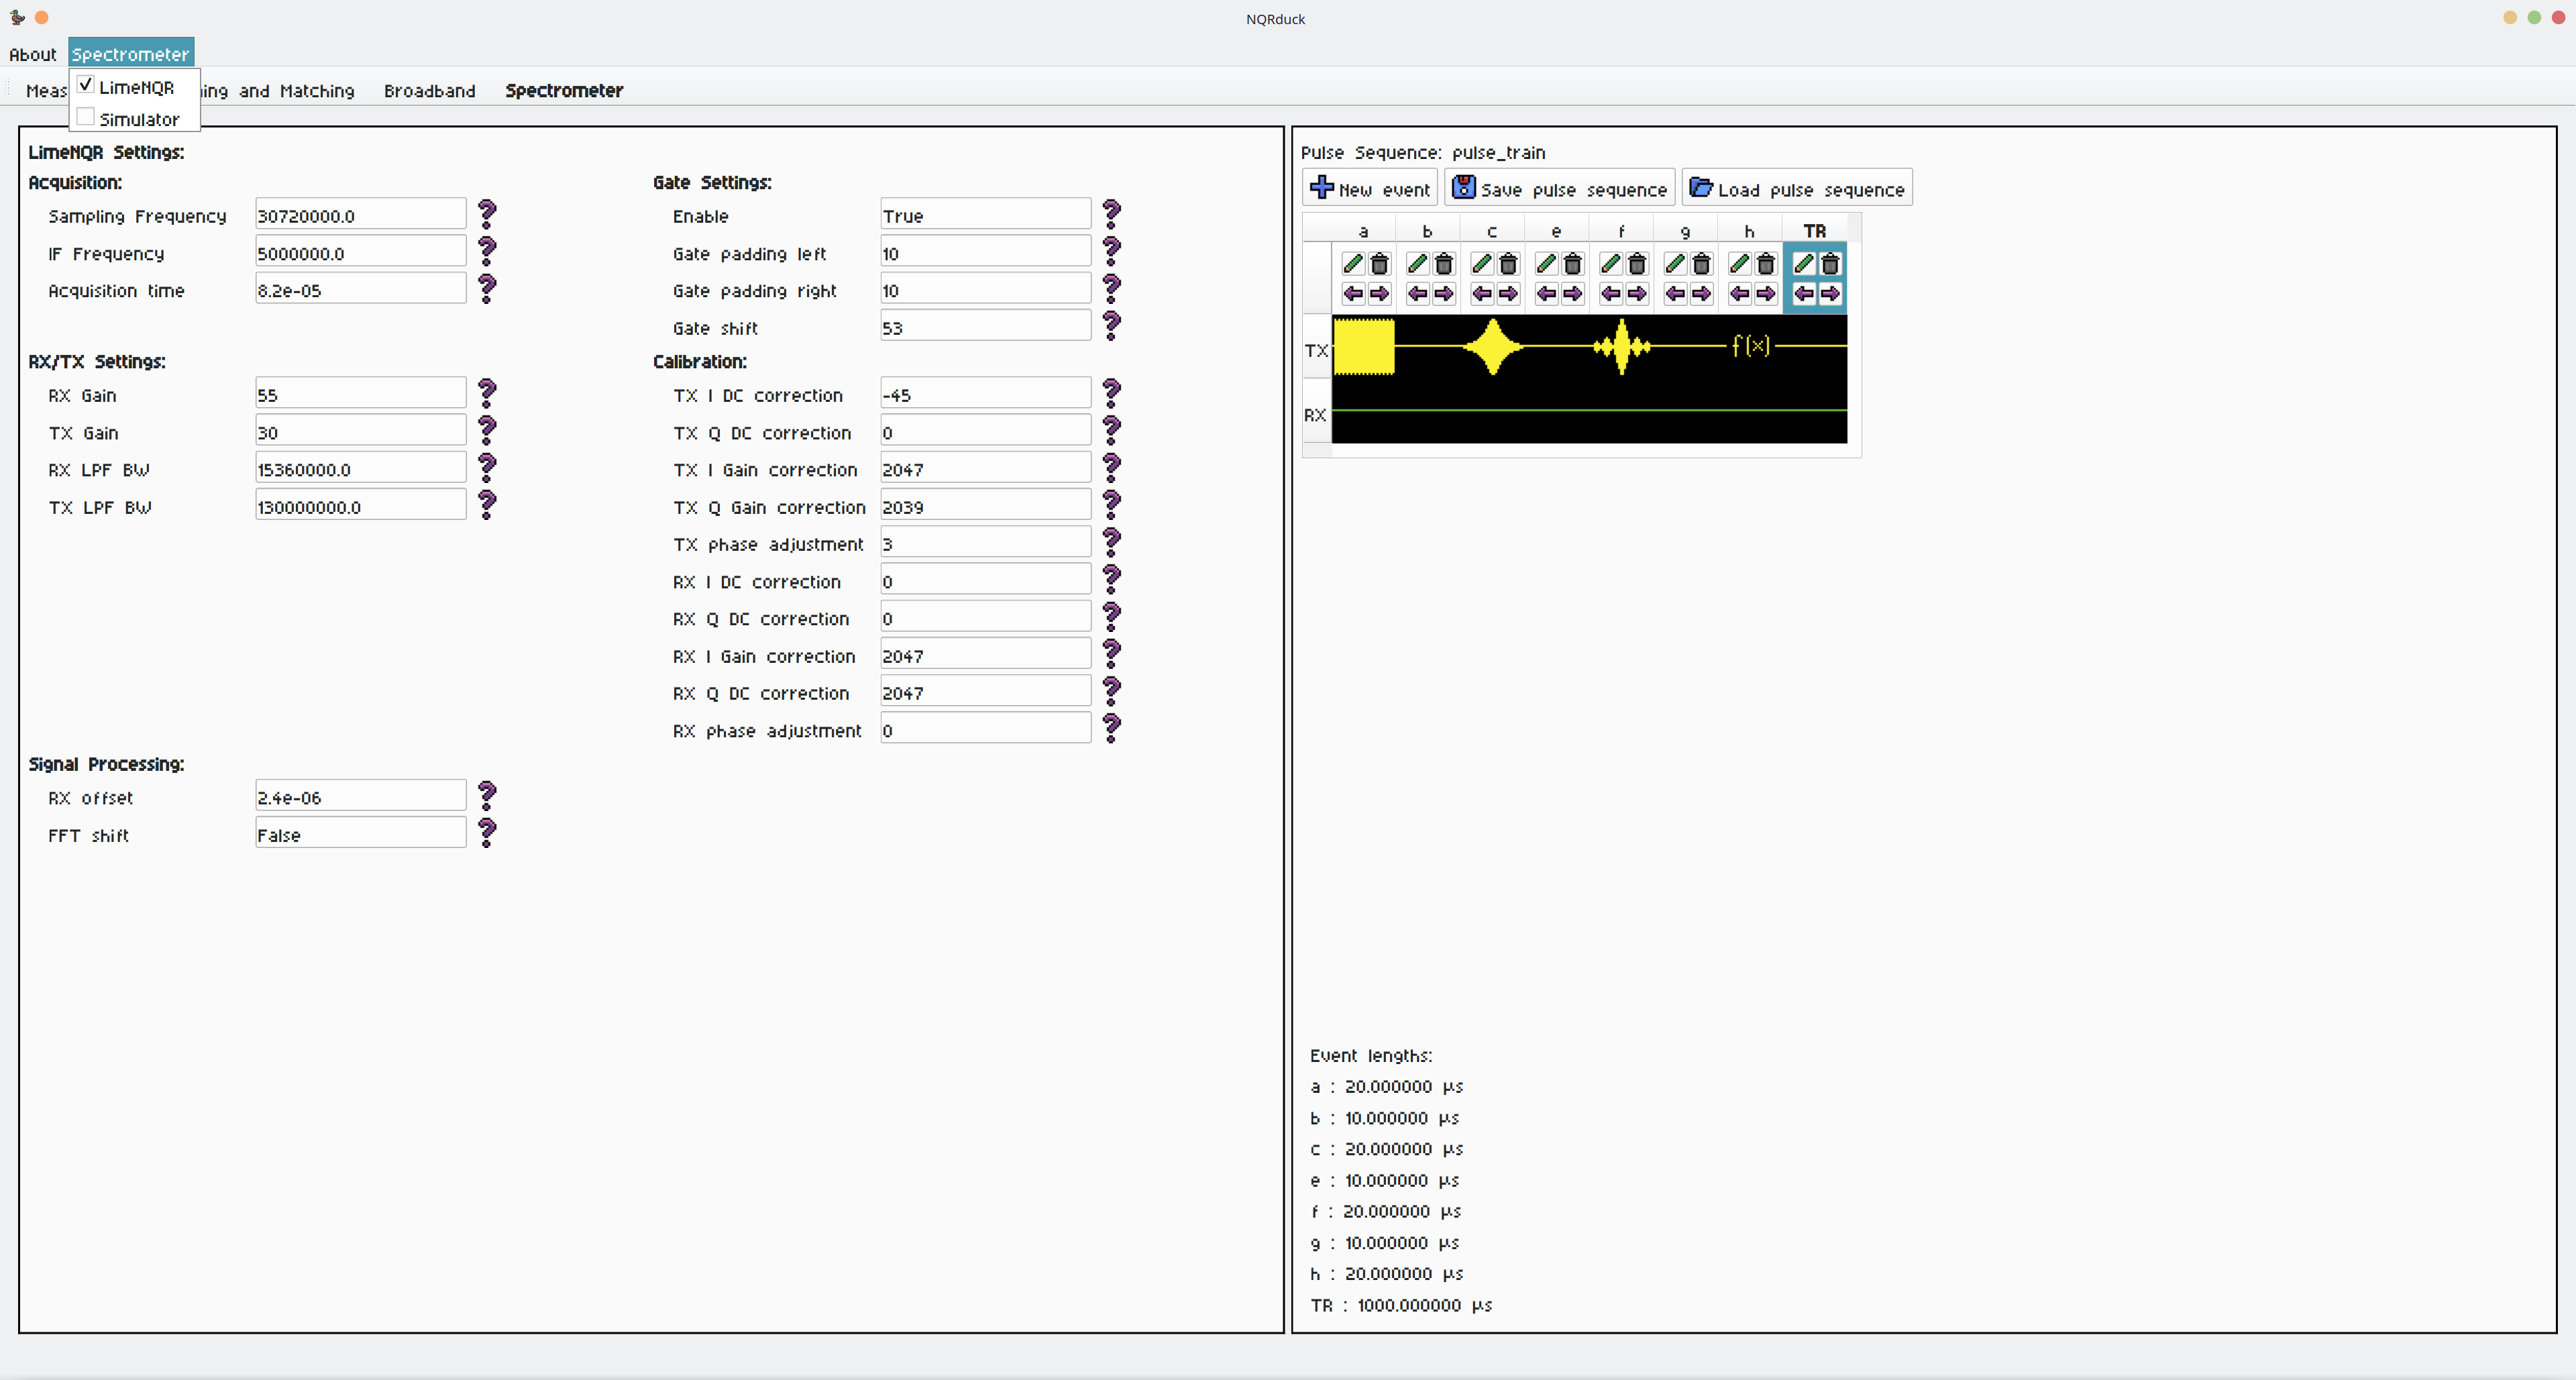 NQRduck
About Spectrometer
LimeNQR
Simulator
Meas ing and Matching Broadband Spectrometer
LimeNQR Settings:
Acquisition:
Sampling Frequency 30720000.0
IF Frequency 5000000.0
Acquisition time 8.2e-05
RX/TX Settings:
RX Gain 55
TX Gain 30
RX LPF BW 15360000.0
TX LPF BW 130000000.0
Signal Processing:
RX offset 2.4e-06
FFT shift False
Gate Settings:
Enable True
Gate padding left 10
Gate padding right 10
Gate shift 53
Calibration:
TX I DC correction -45
TX Q DC correction 0
TX I Gain correction 2047
TX Q Gain correction 2039
TX phase adjustment 3
RX I DC correction 0
RX Q DC correction 0
RX I Gain correction 2047
RX Q DC correction 2047
RX phase adjustment 0
Pulse Sequence: pulse_train
New event Save pulse sequence Load pulse sequence
a b c e f g h TR
TX f(x)
RX
Event lengths:
a : 20.000000 µs
b : 10.000000 µs
c : 20.000000 µs
e : 10.000000 µs
f : 20.000000 µs
g : 10.000000 µs
h : 20.000000 µs
TR : 1000.000000 µs